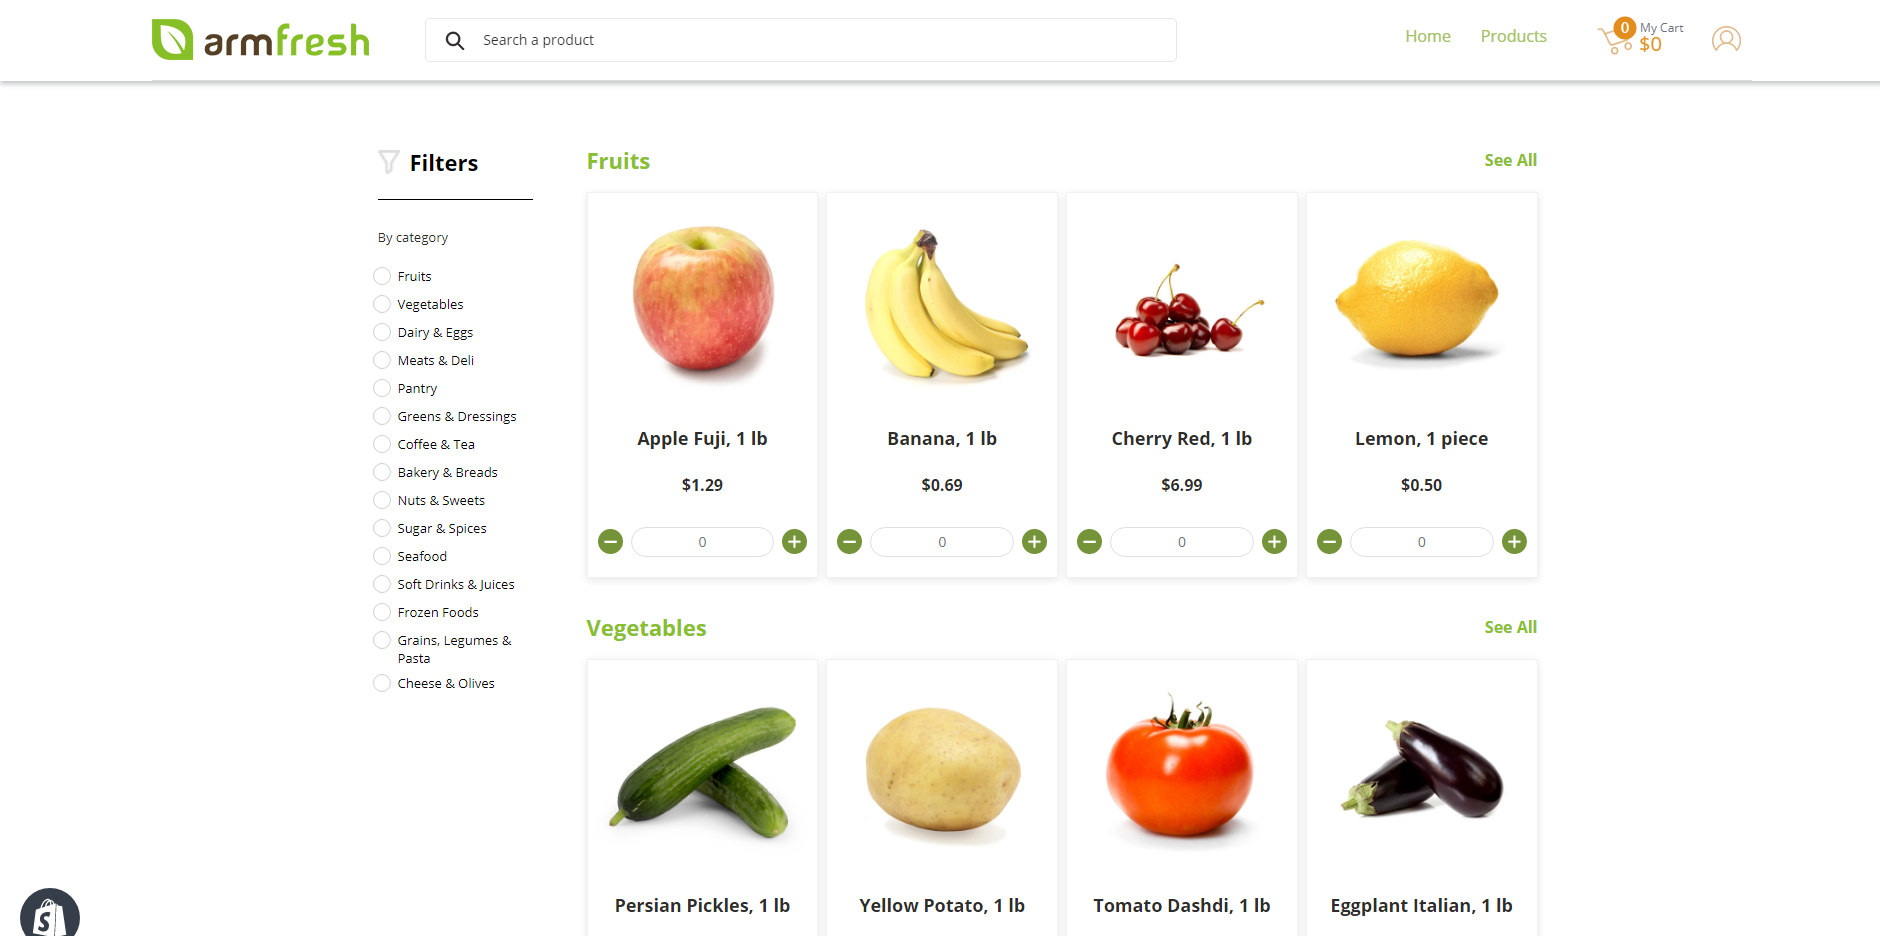 armfresh
Search a product
Home
Products
0
My Cart
$0
Filters
By category
Fruits
Vegetables
Dairy & Eggs
Meats & Deli
Pantry
Greens & Dressings
Coffee & Tea
Bakery & Breads
Nuts & Sweets
Sugar & Spices
Seafood
Soft Drinks & Juices
Frozen Foods
Grains, Legumes &
Pasta
Cheese & Olives
Fruits
See All
Apple Fuji, 1 lb
$1.29
0
Banana, 1 lb
$0.69
0
Cherry Red, 1 lb
$6.99
0
Lemon, 1 piece
$0.50
0
Vegetables
See All
Persian Pickles, 1 lb
Yellow Potato, 1 lb
Tomato Dashdi, 1 lb
Eggplant Italian, 1 lb